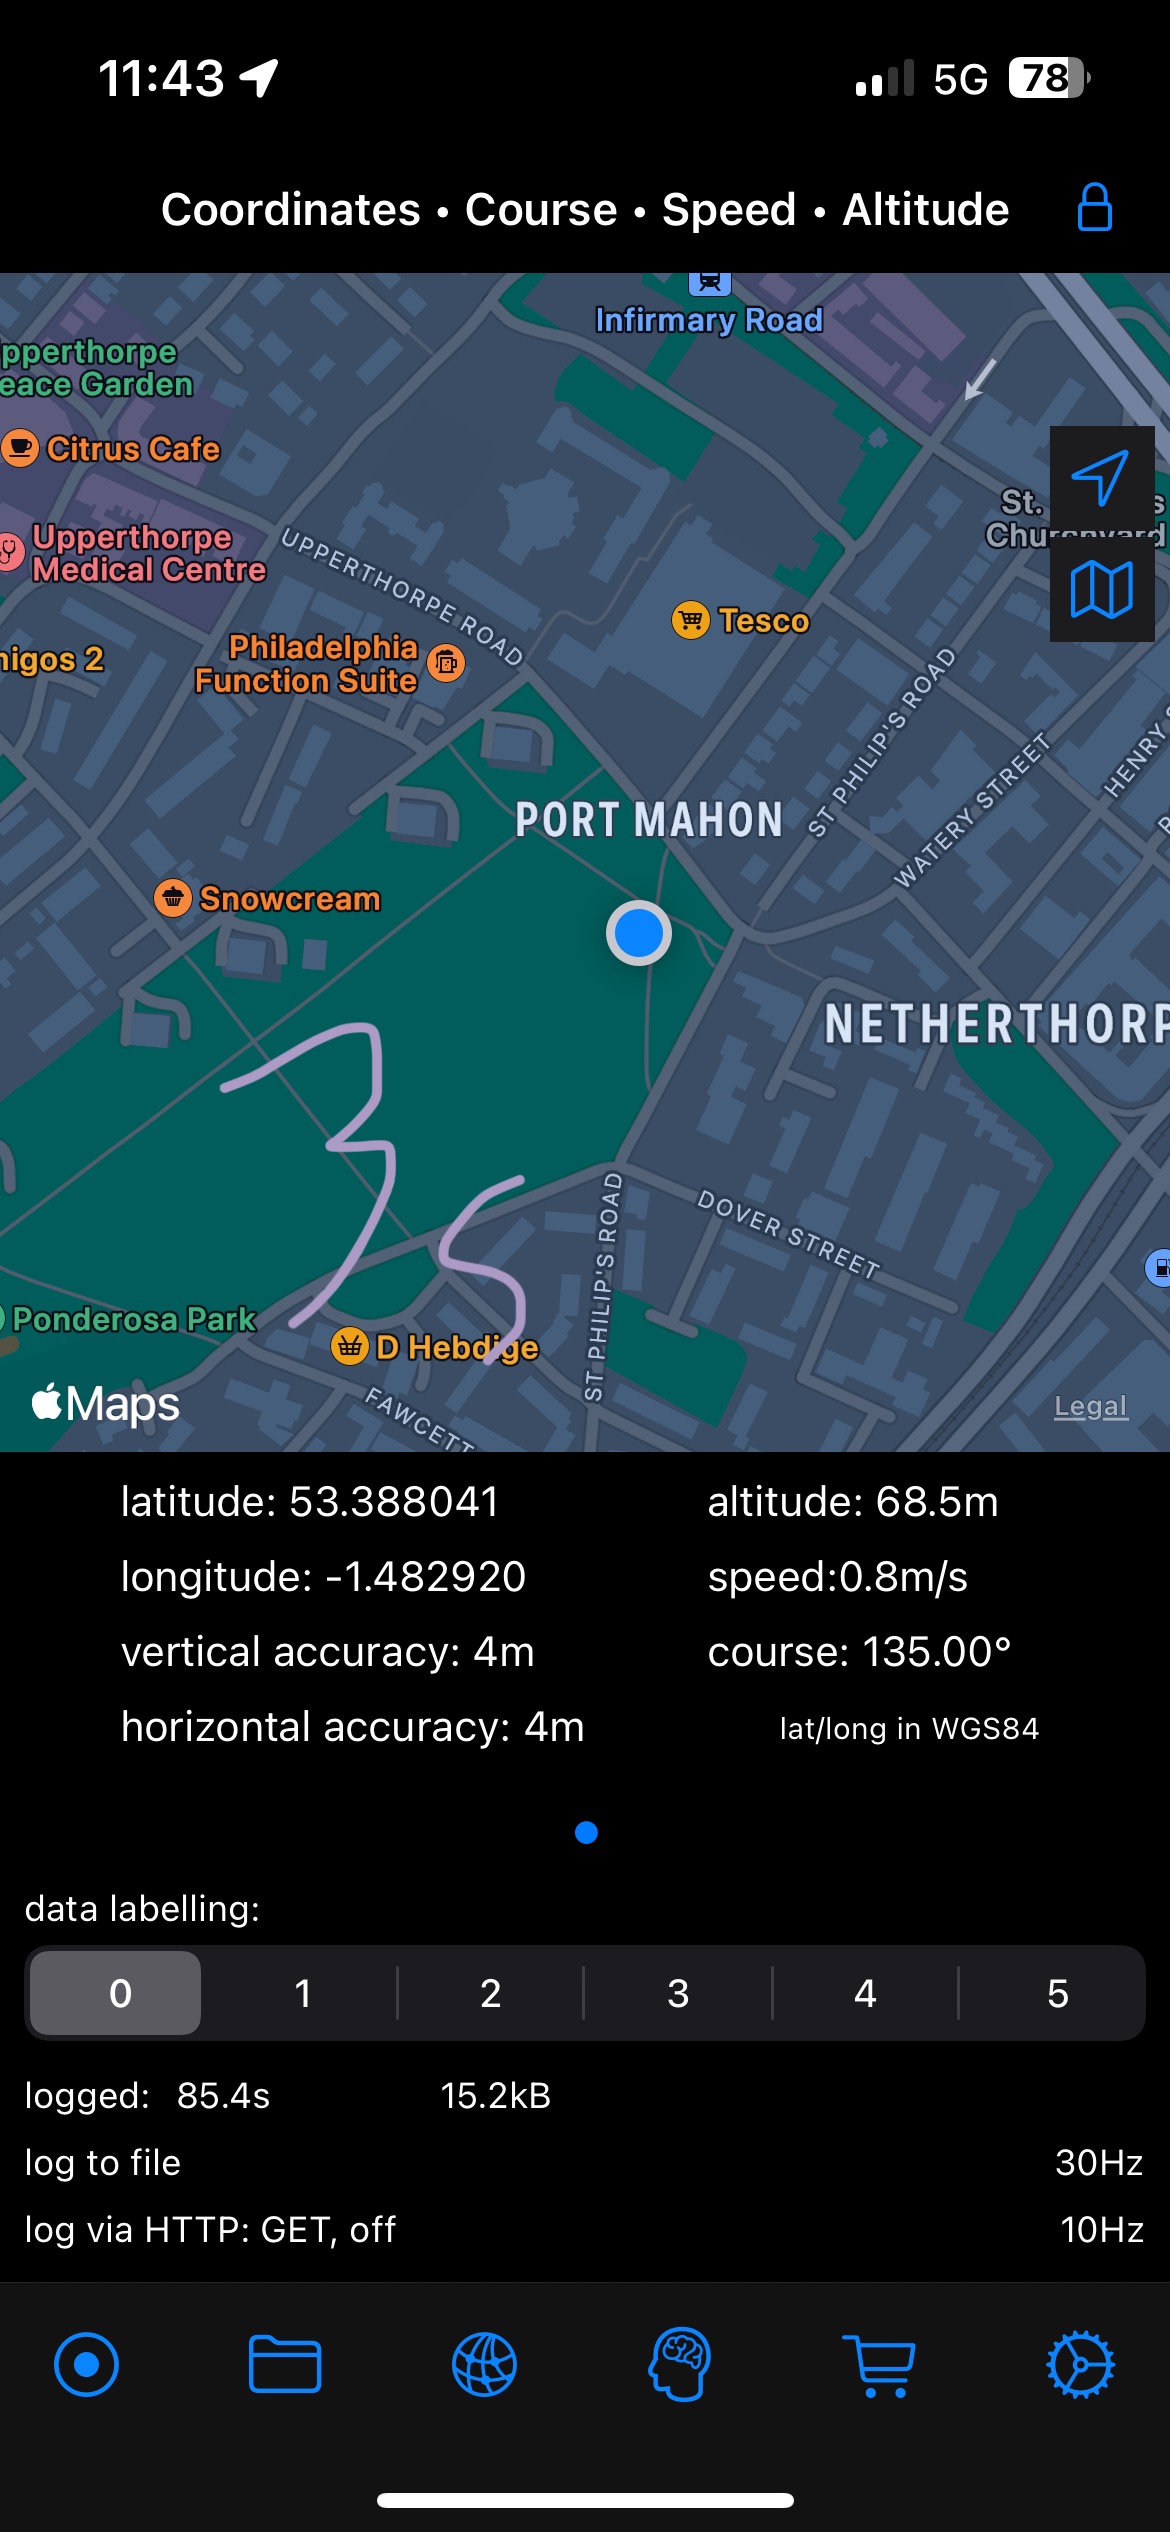 11:43 5G 78
Coordinates • Course • Speed • Altitude
Infirmary Road
pperthorpe
eace Garden
Citrus Cafe
St.
s
Churchyard
Upperthorpe
Medical Centre
UPPERTHORPE ROAD
Tesco
Philadelphia
Function Suite
nigos 2
ST PHILIP'S ROAD
WATERY STREET
HENRY S
PORT MAHON
Snowcream
NETHERTHORP
35
DOVER STREET
ST PHILIP'S ROAD
Ponderosa Park
D Hebdige
FAWCETT
Maps
Legal
latitude: 53.388041 altitude: 68.5m
longitude: -1.482920 speed:0.8m/s
vertical accuracy: 4m course: 135.00°
horizontal accuracy: 4m lat/long in WGS84
data labelling:
0 1 2 3 4 5
logged: 85.4s 15.2kB
log to file 30Hz
log via HTTP: GET, off 10Hz